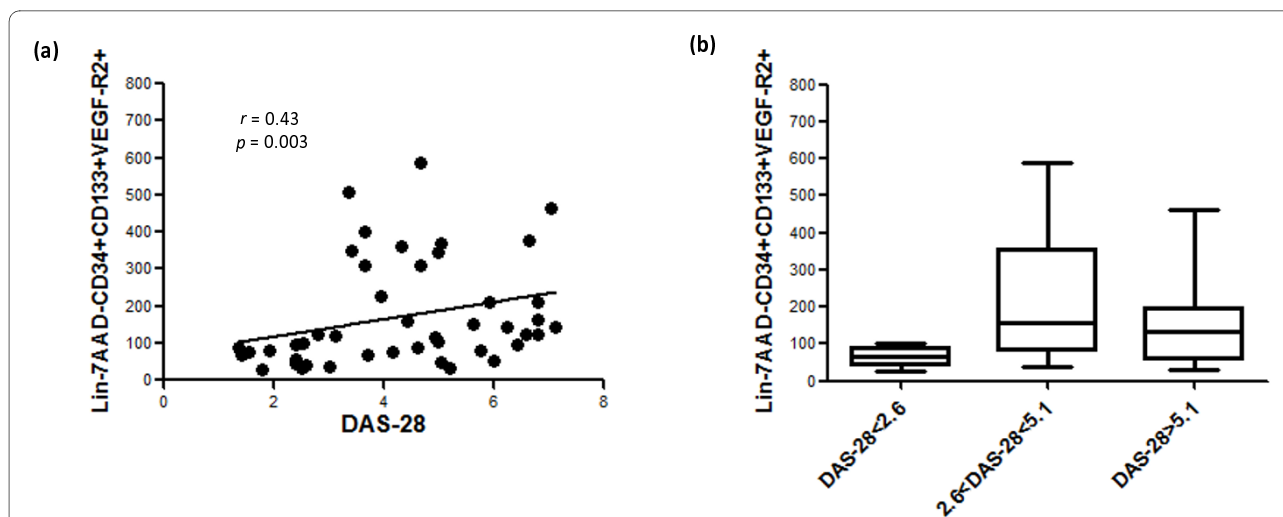 (a)
Lin-7AAD-CD34+CD133+VEGF-R2+
800
700
600
500
400
300
200
100
0
r = 0.43
p = 0.003
0
2
4
6
8
DAS-28
(b)
Lin-7AAD-CD34+CD133+VEGF-R2+
800
700
600
500
400
300
200
100
0
DAS-28<2.6
2.6<DAS-28<5.1
DAS-28>5.1